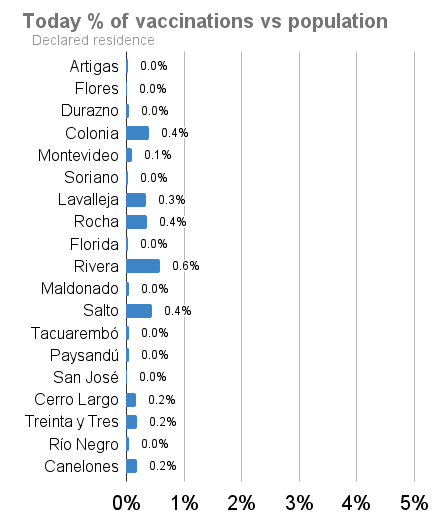 Today % of vaccinations vs population
Declared residence
Artigas 0.0%
Flores 0.0%
Durazno 0.0%
Colonia 0.4%
Montevideo 0.1%
Soriano 0.0%
Lavalleja 0.3%
Rocha 0.4%
Florida 0.0%
Rivera 0.6%
Maldonado 0.0%
Salto 0.4%
Tacuarembó 0.0%
Paysandú 0.0%
San José 0.0%
Cerro Largo 0.2%
Treinta y Tres 0.2%
Río Negro 0.0%
Canelones 0.2%
0% 1% 2% 3% 4% 5%